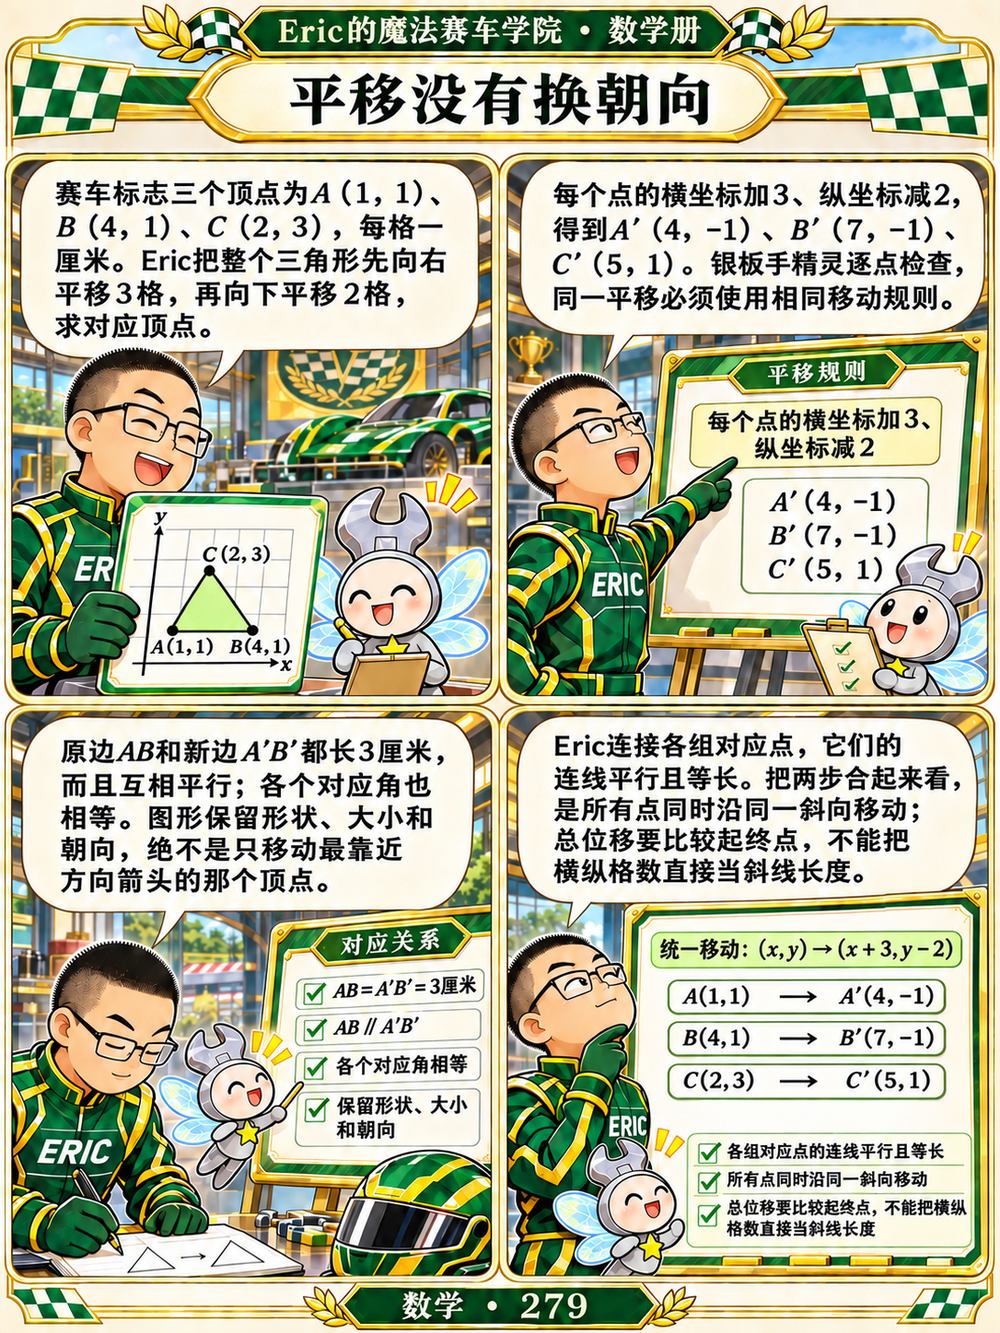 Eric的魔法赛车学院 • 数学册
平移没有换朝向
赛车标志三个顶点为A（1，1）、
B（4，1）、C（2，3），每格一
厘米。Eric把整个三角形先向右
平移3格，再向下平移2格，
求对应顶点。
ER
y
C(2,3)
A(1,1) B(4,1)
x
每个点的横坐标加3、纵坐标减2，
得到A′（4，−1）、B′（7，−1）、
C′（5，1）。银板手精灵逐点检查，
同一平移必须使用相同移动规则。
平移规则
每个点的横坐标加3、
纵坐标减2
A′（4，−1）
B′（7，−1）
C′（5，1）
ERIC
原边AB和新边A′B′都长3厘米，
而且互相平行；各个对应角也
相等。图形保留形状、大小和
朝向，绝不是只移动最靠近
方向箭头的那个顶点。
对应关系
AB=A′B′=3厘米
AB∥A′B′
各个对应角相等
保留形状、大小
和朝向
ERIC
Eric连接各组对应点，它们的
连线平行且等长。把两步合起来看，
是所有点同时沿同一斜向移动；
总位移要比较起终点，不能把
横纵格数直接当斜线长度。
统一移动：(x,y)→(x+3,y−2)
A(1,1) → A′(4,−1)
B(4,1) → B′(7,−1)
C(2,3) → C′(5,1)
ERIC
各组对应点的连线平行且等长
所有点同时沿同一斜向移动
总位移要比较起终点，不能把横纵
格数直接当斜线长度
数学 • 279